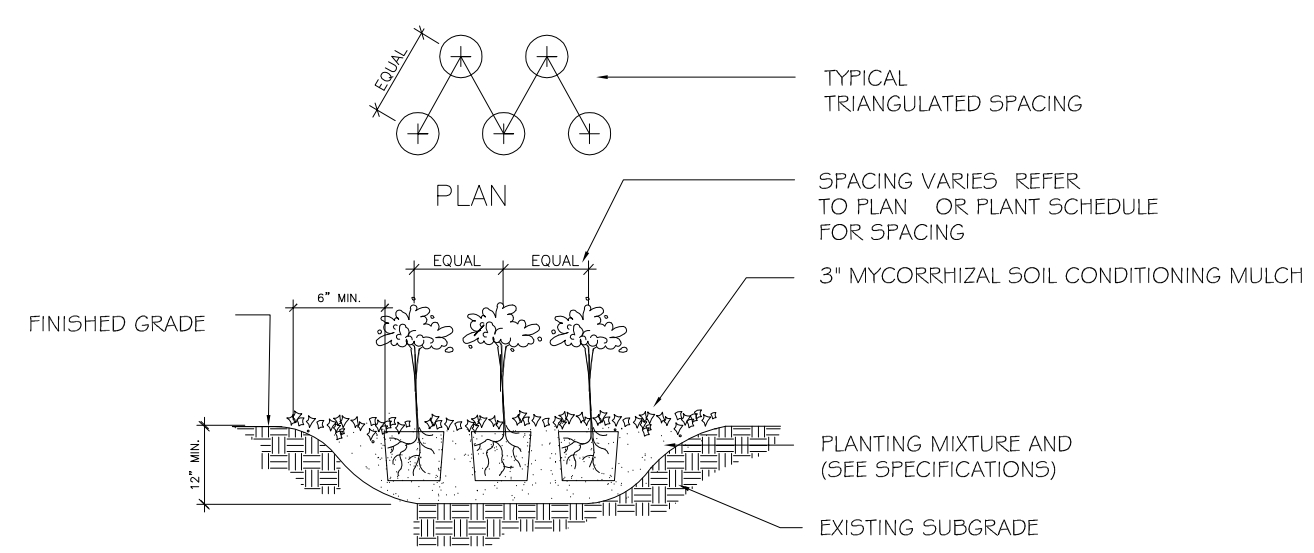 EQUAL
TYPICAL
TRIANGULATED SPACING
PLAN
SPACING VARIES REFER
TO PLAN OR PLANT SCHEDULE
FOR SPACING
EQUAL
EQUAL
3" MYCORRHIZAL SOIL CONDITIONING MULCH
6" MIN.
FINISHED GRADE
12" MIN.
PLANTING MIXTURE AND
(SEE SPECIFICATIONS)
EXISTING SUBGRADE